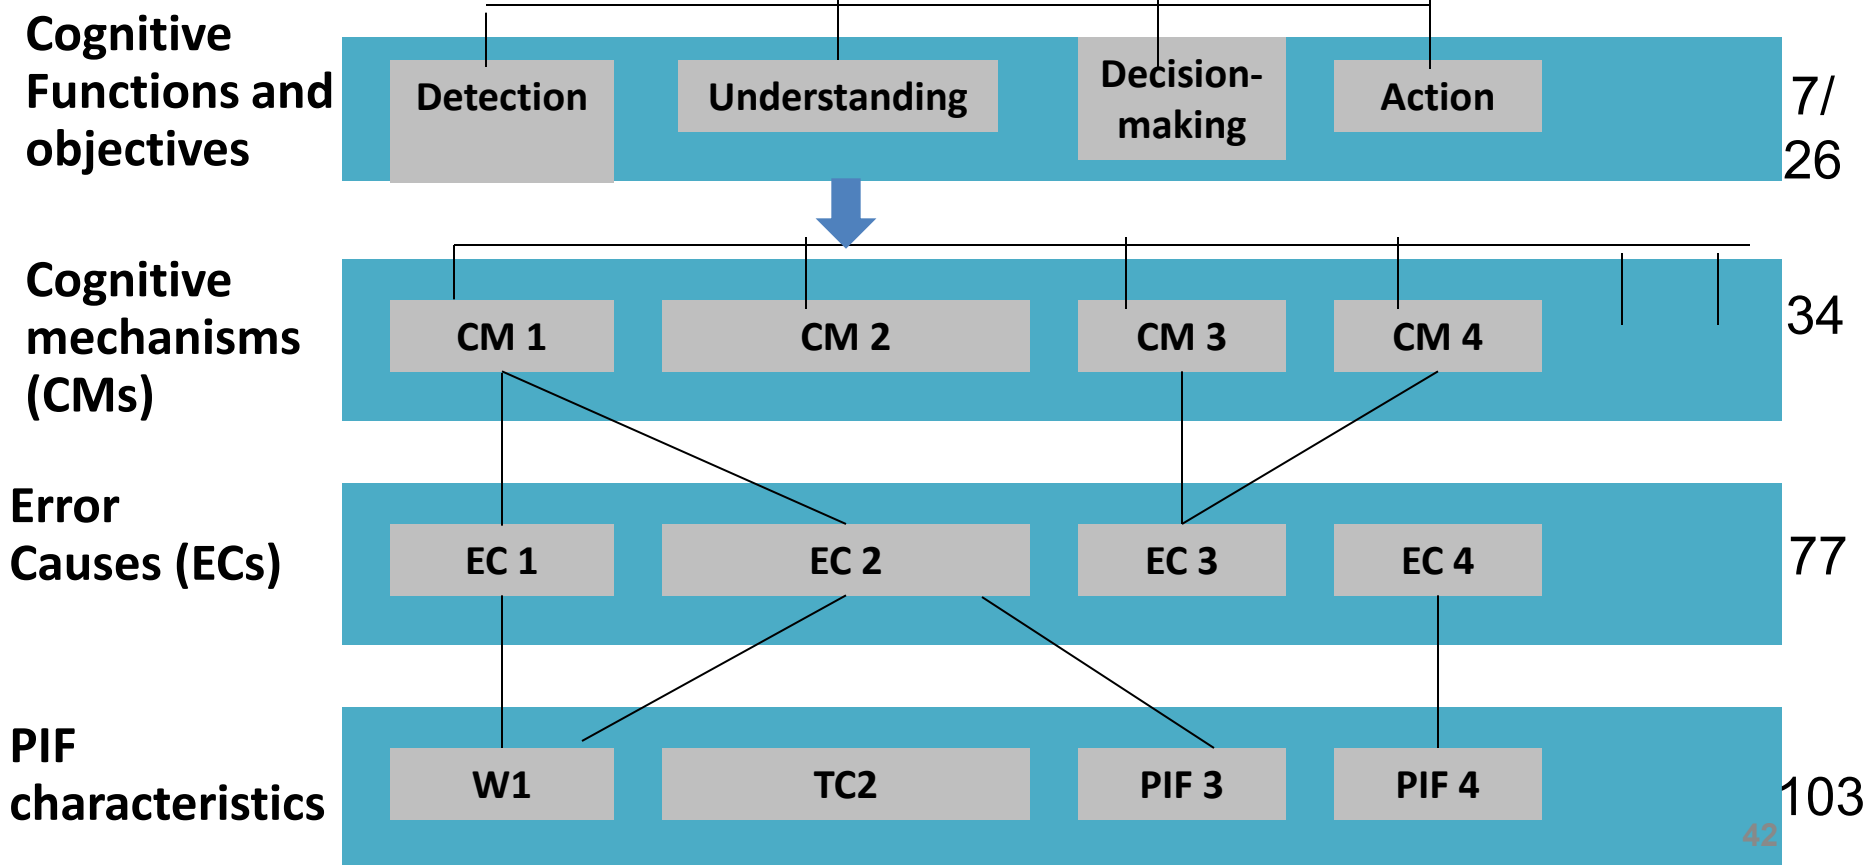 Cognitive
Functions and
objectives
Detection
Understanding
Decision-
making
Action
7/
26
Cognitive
mechanisms
(CMs)
CM 1
CM 2
CM 3
CM 4
34
Error
Causes (ECs)
EC 1
EC 2
EC 3
EC 4
77
PIF
characteristics
W1
TC2
PIF 3
PIF 4
103
42